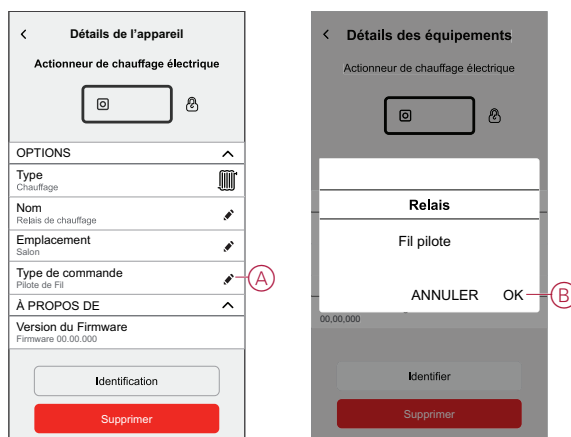 Détails de l'appareil
Actionneur de chauffage électrique
OPTIONS
Type
Chauffage
Nom
Relais de chauffage
Emplacement
Salon
Type de commande
Pilote de Fil
A
À PROPOS DE
Version du Firmware
Firmware 00.00.000
Identification
Supprimer
Détails des équipements
Actionneur de chauffage électrique
Relais
Fil pilote
ANNULER OK
B
00,00,000
Identifier
Supprimer